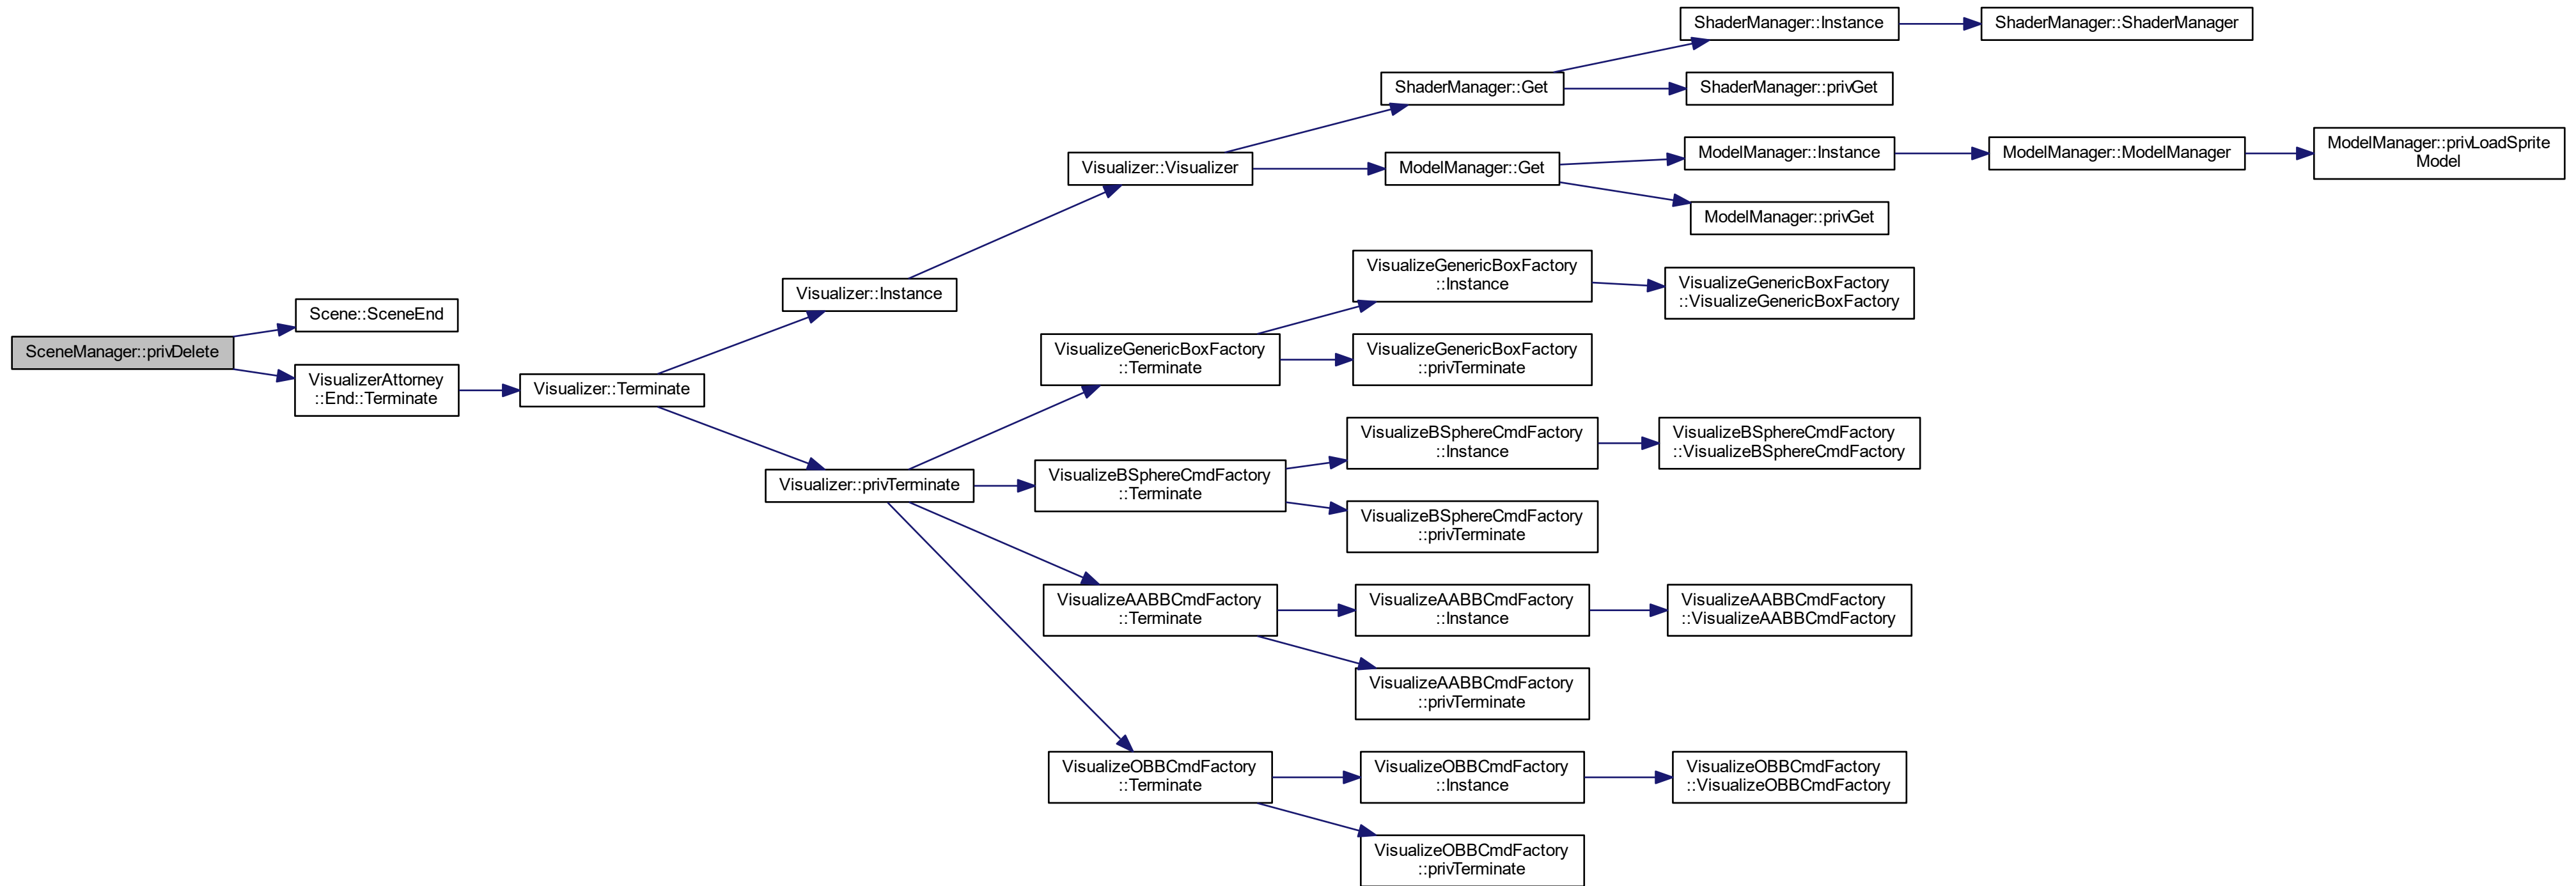 SceneManager::privDelete
Scene::SceneEnd
VisualizerAttorney
::End::Terminate
Visualizer::Terminate
Visualizer::Instance
Visualizer::Visualizer
ShaderManager::Get
ShaderManager::Instance
ShaderManager::ShaderManager
ShaderManager::privGet
ModelManager::Get
ModelManager::Instance
ModelManager::ModelManager
ModelManager::privLoadSprite
Model
ModelManager::privGet
Visualizer::privTerminate
VisualizeGenericBoxFactory
::Terminate
VisualizeGenericBoxFactory
::Instance
VisualizeGenericBoxFactory
::VisualizeGenericBoxFactory
VisualizeGenericBoxFactory
::privTerminate
VisualizeBSphereCmdFactory
::Terminate
VisualizeBSphereCmdFactory
::Instance
VisualizeBSphereCmdFactory
::VisualizeBSphereCmdFactory
VisualizeBSphereCmdFactory
::privTerminate
VisualizeAABBCmdFactory
::Terminate
VisualizeAABBCmdFactory
::Instance
VisualizeAABBCmdFactory
::VisualizeAABBCmdFactory
VisualizeAABBCmdFactory
::privTerminate
VisualizeOBBCmdFactory
::Terminate
VisualizeOBBCmdFactory
::Instance
VisualizeOBBCmdFactory
::VisualizeOBBCmdFactory
VisualizeOBBCmdFactory
::privTerminate